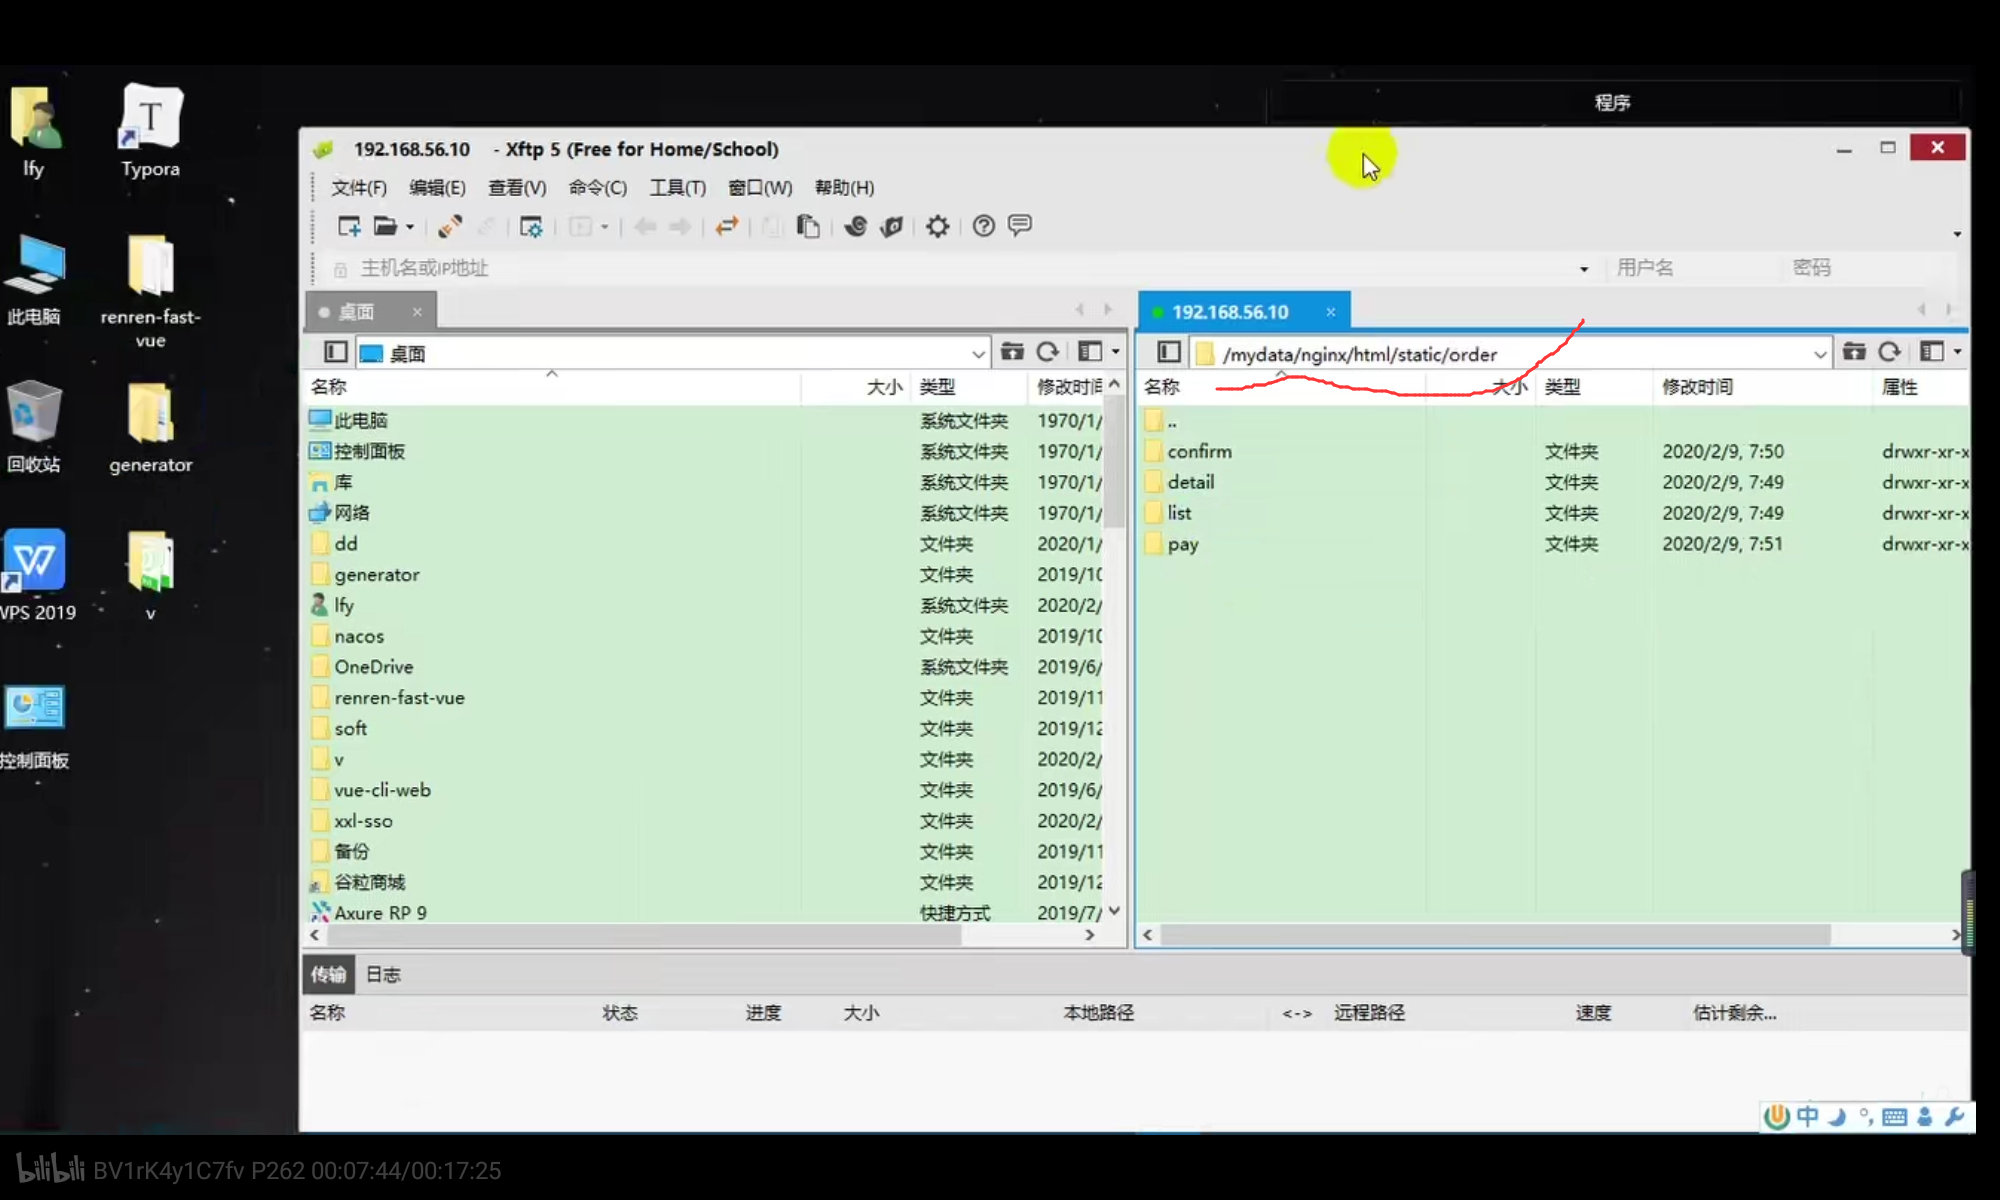 程序
lfy
Typora
此电脑
renren-fast-vue
回收站
generator
WPS 2019
v
控制面板
192.168.56.10 - Xftp 5 (Free for Home/School)
文件(F) 编辑(E) 查看(V) 命令(C) 工具(T) 窗口(W) 帮助(H)
主机名或IP地址 用户名 密码
桌面
桌面
名称 大小 类型 修改时间
此电脑 系统文件夹 1970/1/
控制面板 系统文件夹 1970/1/
库 系统文件夹 1970/1/
网络 系统文件夹 1970/1/
dd 文件夹 2020/1/
generator 文件夹 2019/10
lfy 系统文件夹 2020/2/
nacos 文件夹 2019/10
OneDrive 系统文件夹 2019/6/
renren-fast-vue 文件夹 2019/11
soft 文件夹 2019/12
v 文件夹 2020/2/
vue-cli-web 文件夹 2019/6/
xxl-sso 文件夹 2020/2/
备份 文件夹 2019/11
谷粒商城 文件夹 2019/12
Axure RP 9 快捷方式 2019/7/
192.168.56.10
/mydata/nginx/html/static/order
名称 大小 类型 修改时间 属性
..
confirm 文件夹 2020/2/9, 7:50 drwxr-xr-x
detail 文件夹 2020/2/9, 7:49 drwxr-xr-x
list 文件夹 2020/2/9, 7:49 drwxr-xr-x
pay 文件夹 2020/2/9, 7:51 drwxr-xr-x
传输 日志
名称 状态 进度 大小 本地路径 <-> 远程路径 速度 估计剩余...
中
bilibili BV1rK4y1C7fv P262 00:07:44/00:17:25